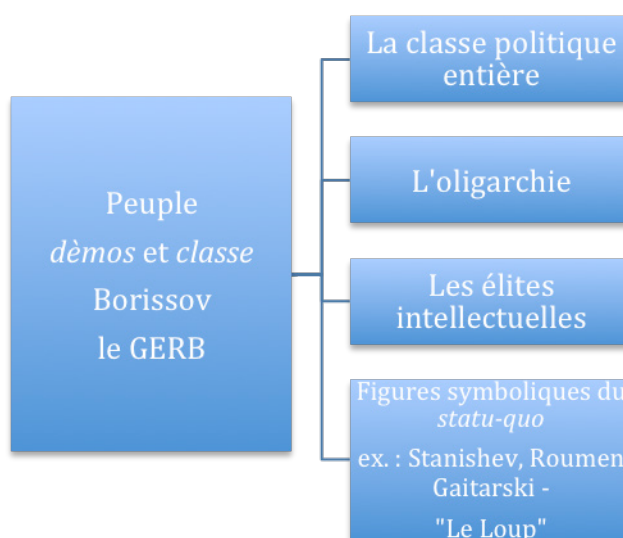 Peuple
dèmos et classe
Borissov
le GERB
La classe politique
entière
L'oligarchie
Les élites
intellectuelles
Figures symboliques du
statu-quo
ex. : Stanishev, Roumen
Gaitarski -
"Le Loup"